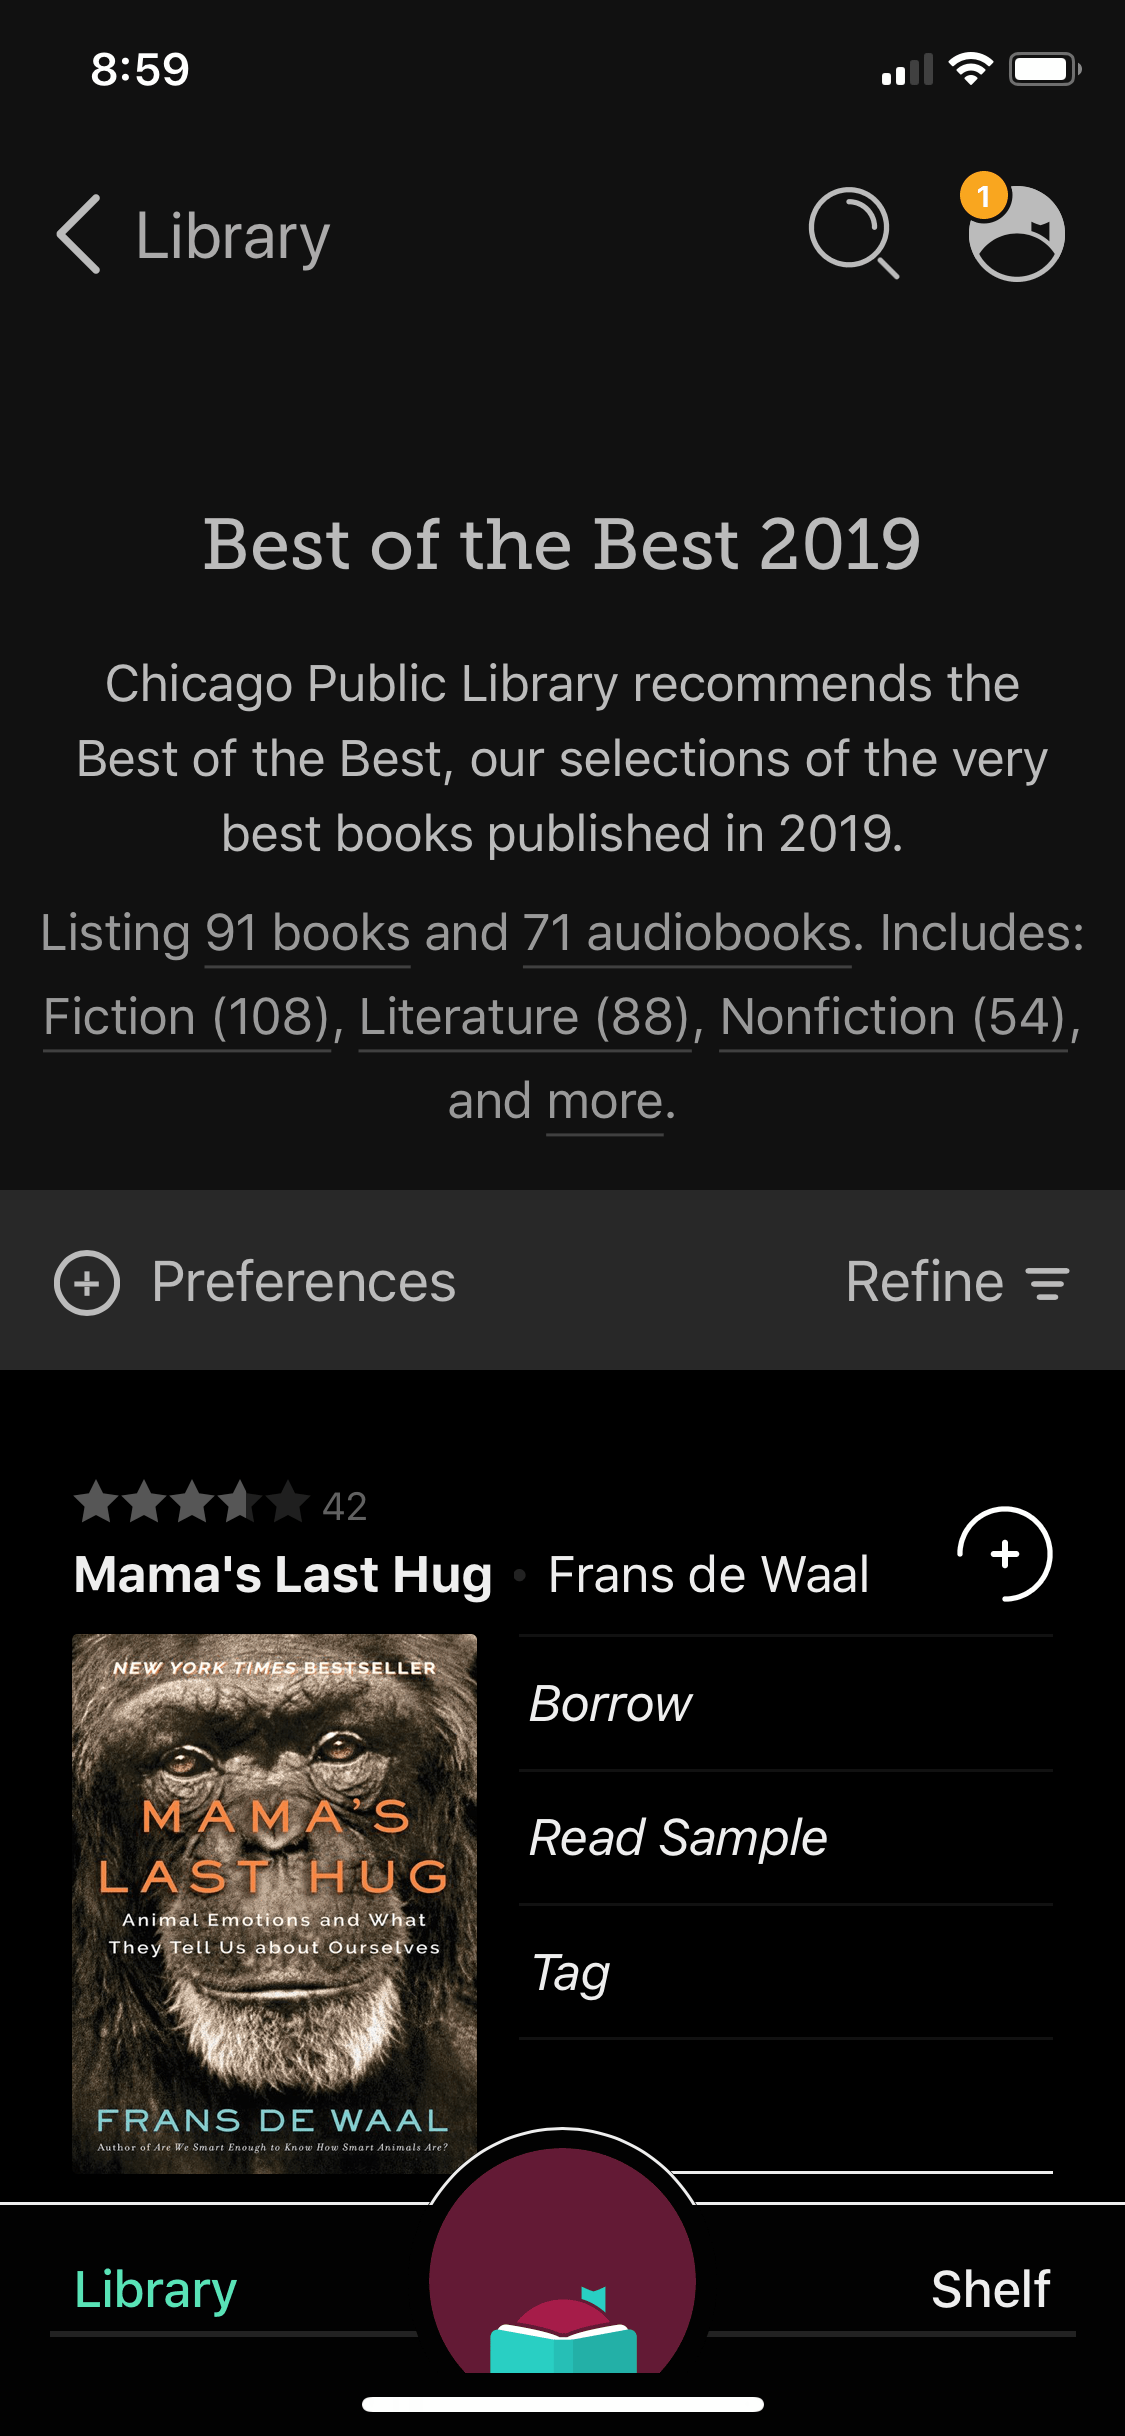 8:59
Library
1
Best of the Best 2019
Chicago Public Library recommends the
Best of the Best, our selections of the very
best books published in 2019.
Listing 91 books and 71 audiobooks. Includes:
Fiction (108), Literature (88), Nonfiction (54),
and more.
Preferences
Refine
42
Mama's Last Hug • Frans de Waal
NEW YORK TIMES BESTSELLER
MAMA'S
LAST HUG
Animal Emotions and What
They Tell Us about Ourselves
FRANS DE WAAL
Author of Are We Smart Enough to Know How Smart Animals Are?
Borrow
Read Sample
Tag
Library
Shelf